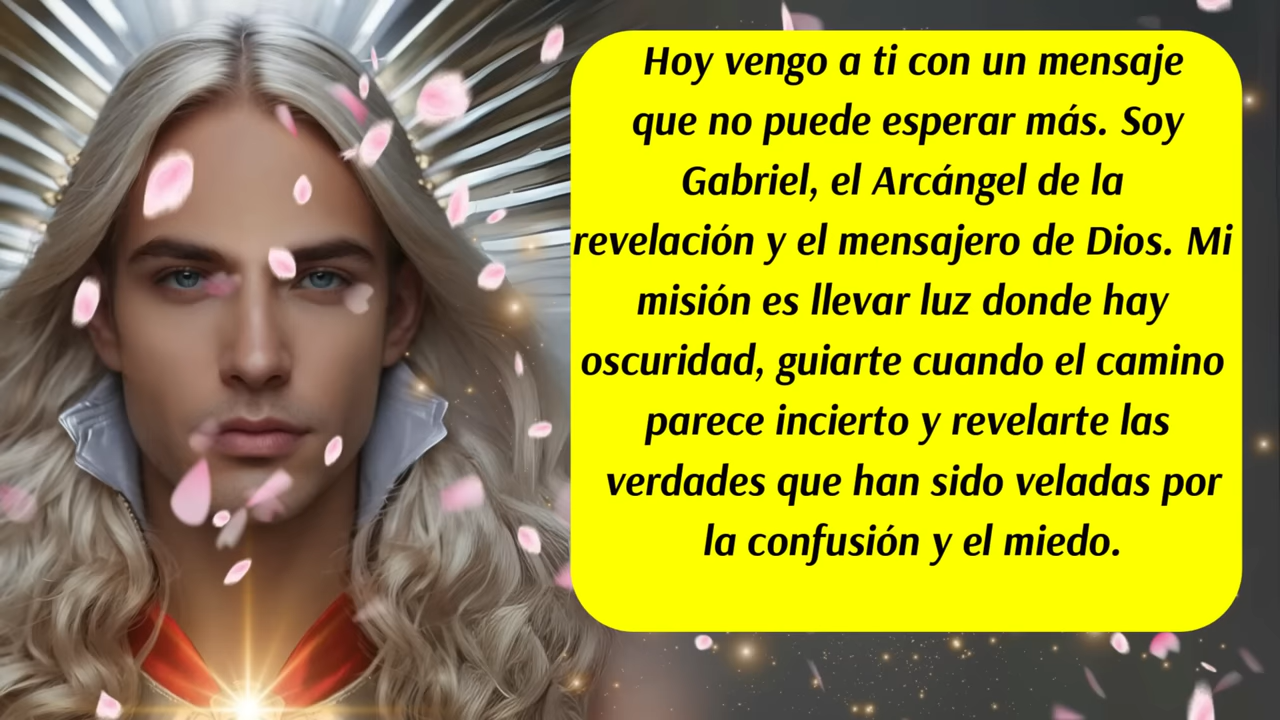 Hoy vengo a ti con un mensaje
que no puede esperar más. Soy
Gabriel, el Arcángel de la
revelación y el mensajero de Dios. Mi
misión es llevar luz donde hay
oscuridad, guiarte cuando el camino
parece incierto y revelarte las
verdades que han sido veladas por
la confusión y el miedo.